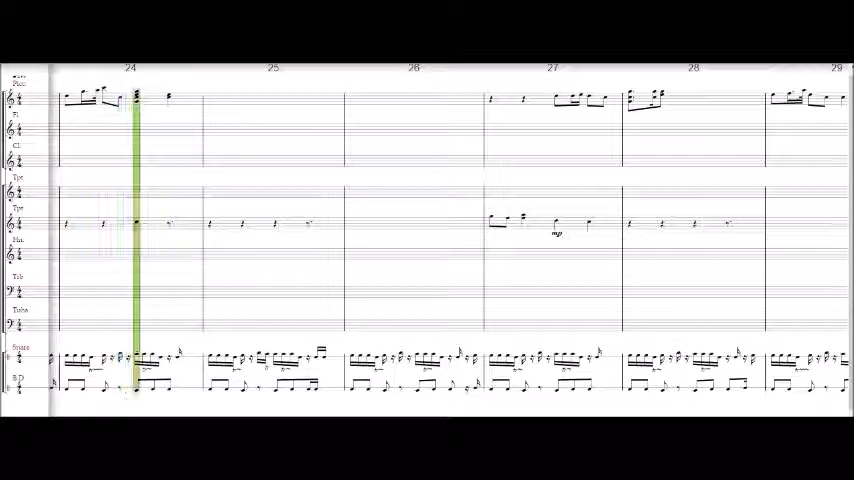 24 25 26 27 28 29
Picc.
Fl.
Cl.
Tpt.
Tpt.
mp
Hn.
Tsb
Tuba
Snare
B.D